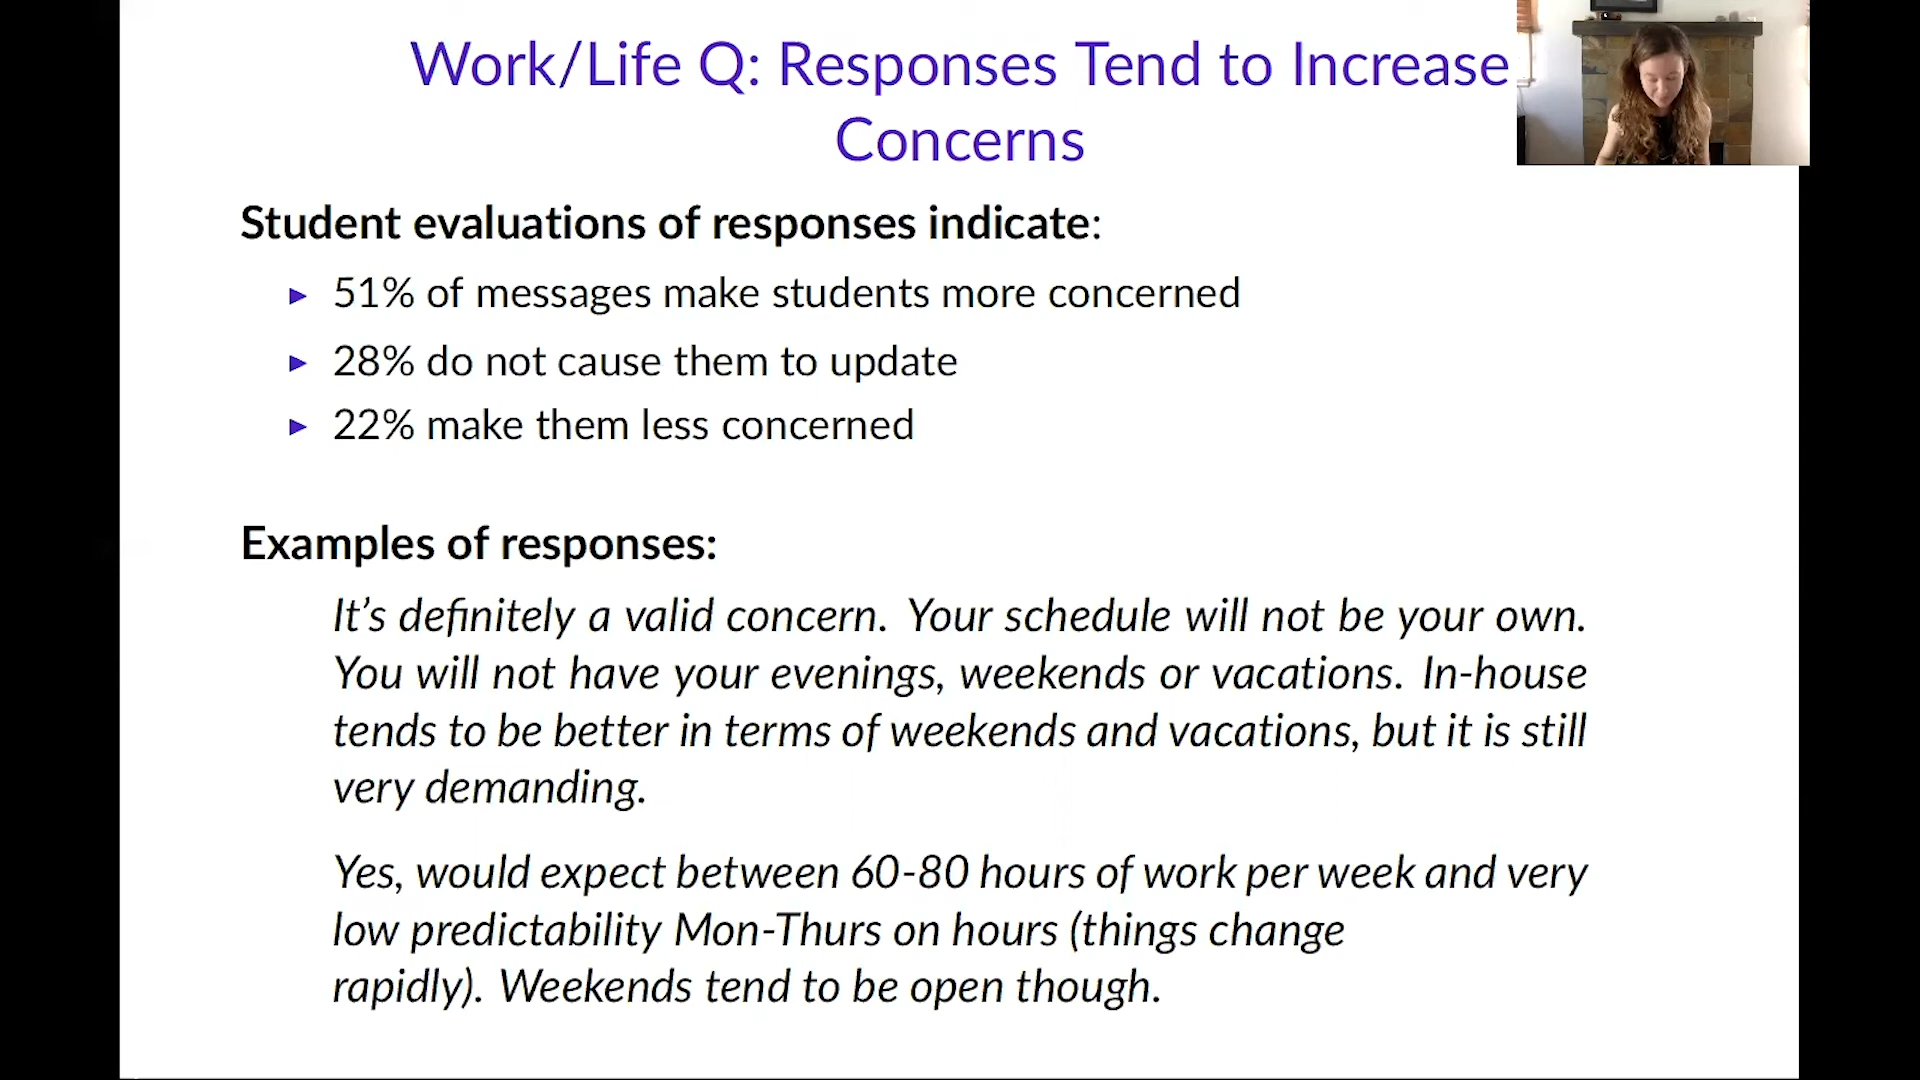 Work/Life Q: Responses Tend to Increase
Concerns
Student evaluations of responses indicate:
51% of messages make students more concerned
28% do not cause them to update
22% make them less concerned
Examples of responses:
It’s definitely a valid concern. Your schedule will not be your own.
You will not have your evenings, weekends or vacations. In-house
tends to be better in terms of weekends and vacations, but it is still
very demanding.
Yes, would expect between 60-80 hours of work per week and very
low predictability Mon-Thurs on hours (things change
rapidly). Weekends tend to be open though.